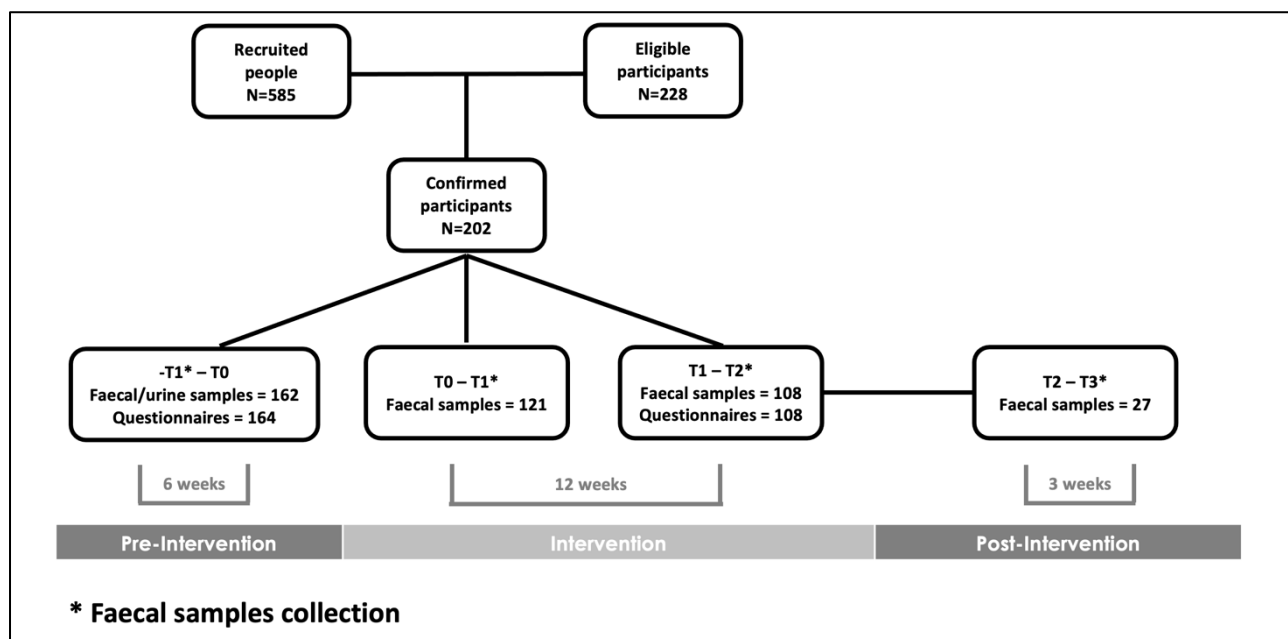 Recruited
people
N=585
Eligible
participants
N=228
Confirmed
participants
N=202
-T1* – T0
Faecal/urine samples = 162
Questionnaires = 164
T0 – T1*
Faecal samples = 121
T1 – T2*
Faecal samples = 108
Questionnaires = 108
T2 – T3*
Faecal samples = 27
6 weeks
12 weeks
3 weeks
Pre-Intervention
Intervention
Post-Intervention
* Faecal samples collection